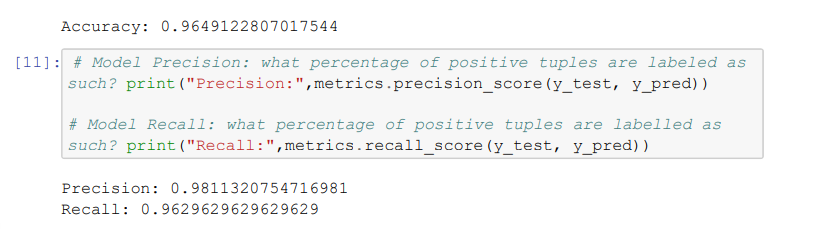 Accuracy: 0.9649122807017544
[11]: # Model Precision: what percentage of positive tuples are labeled as
such? print("Precision:",metrics.precision_score(y_test, y_pred))
# Model Recall: what percentage of positive tuples are labelled as
such? print("Recall:",metrics.recall_score(y_test, y_pred))
Precision: 0.9811320754716981
Recall: 0.9629629629629629